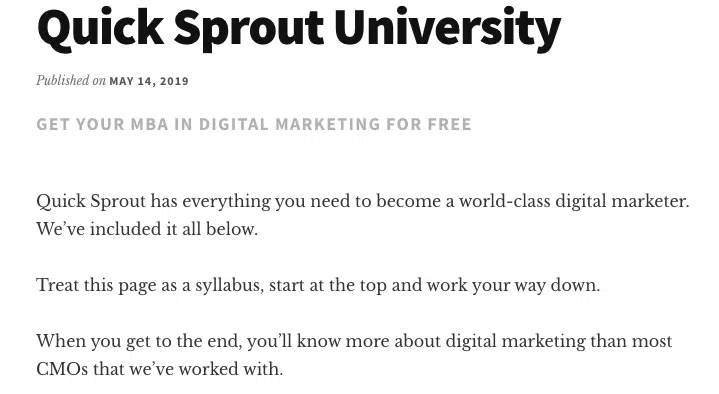 Quick Sprout University
Published on MAY 14, 2019
GET YOUR MBA IN DIGITAL MARKETING FOR FREE
Quick Sprout has everything you need to become a world-class digital marketer.
We’ve included it all below.
Treat this page as a syllabus, start at the top and work your way down.
When you get to the end, you’ll know more about digital marketing than most
CMOs that we’ve worked with.